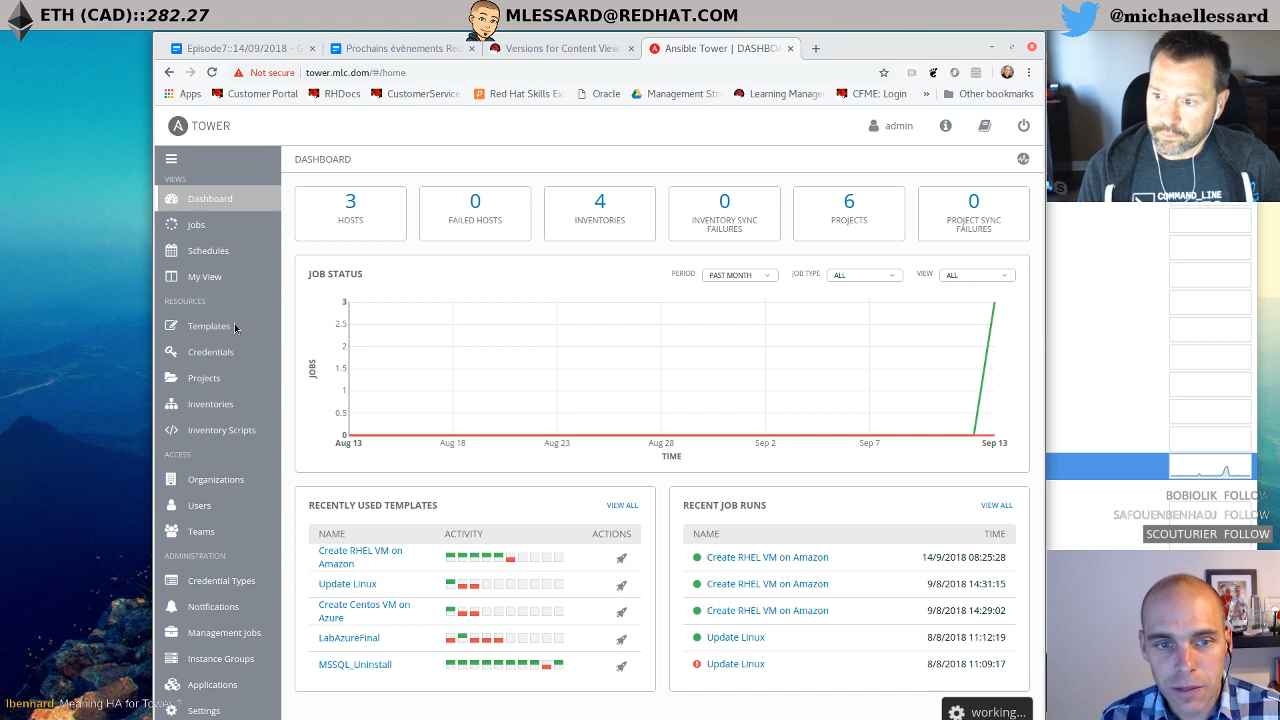 ETH (CAD)::282.27
MLESSARD@REDHAT.COM
@michaellessard
Episode7::14/09/2018 - G
Prochains évènements Rec
Versions for Content View
Ansible Tower | DASHBOA
Not secure
tower.mlc.dom/#/home
Apps
Customer Portal
RHDocs
CustomerService
Red Hat Skills Ex
Oracle
Management Stra
Learning Manage
CFME: Login
»
Other bookmarks
A TOWER
admin
COMMAND_LINE
VIEWS
Dashboard
Jobs
Schedules
My View
RESOURCES
Templates
Credentials
Projects
Inventories
Inventory Scripts
ACCESS
Organizations
Users
Teams
ADMINISTRATION
Credential Types
Notifications
Management Jobs
Instance Groups
Applications
Settings
DASHBOARD
3
HOSTS
0
FAILED HOSTS
4
INVENTORIES
0
INVENTORY SYNC
FAILURES
6
PROJECTS
0
PROJECT SYNC
FAILURES
JOB STATUS
PERIOD
PAST MONTH
JOB TYPE
ALL
VIEW
ALL
3
2.5
2
1.5
1
0.5
0
JOBS
Aug 13
Aug 18
Aug 23
Aug 28
Sep 2
Sep 7
Sep 13
TIME
RECENTLY USED TEMPLATES
VIEW ALL
NAME ACTIVITY ACTIONS
Create RHEL VM on
Amazon
Update Linux
Create Centos VM on
Azure
LabAzureFinal
MSSQL_Uninstall
RECENT JOB RUNS
VIEW ALL
NAME TIME
Create RHEL VM on Amazon 14/9/2018 08:25:28
Create RHEL VM on Amazon 9/8/2018 14:31:15
Create RHEL VM on Amazon 9/8/2018 14:29:02
Update Linux 8/8/2018 11:12:19
Update Linux 8/8/2018 11:09:17
BOBIOLIK FOLLOW
SAFOUENBENHADJ FOLLOW
SCOUTURIER FOLLOW
lbennard Meaning HA for Tower ?
working...